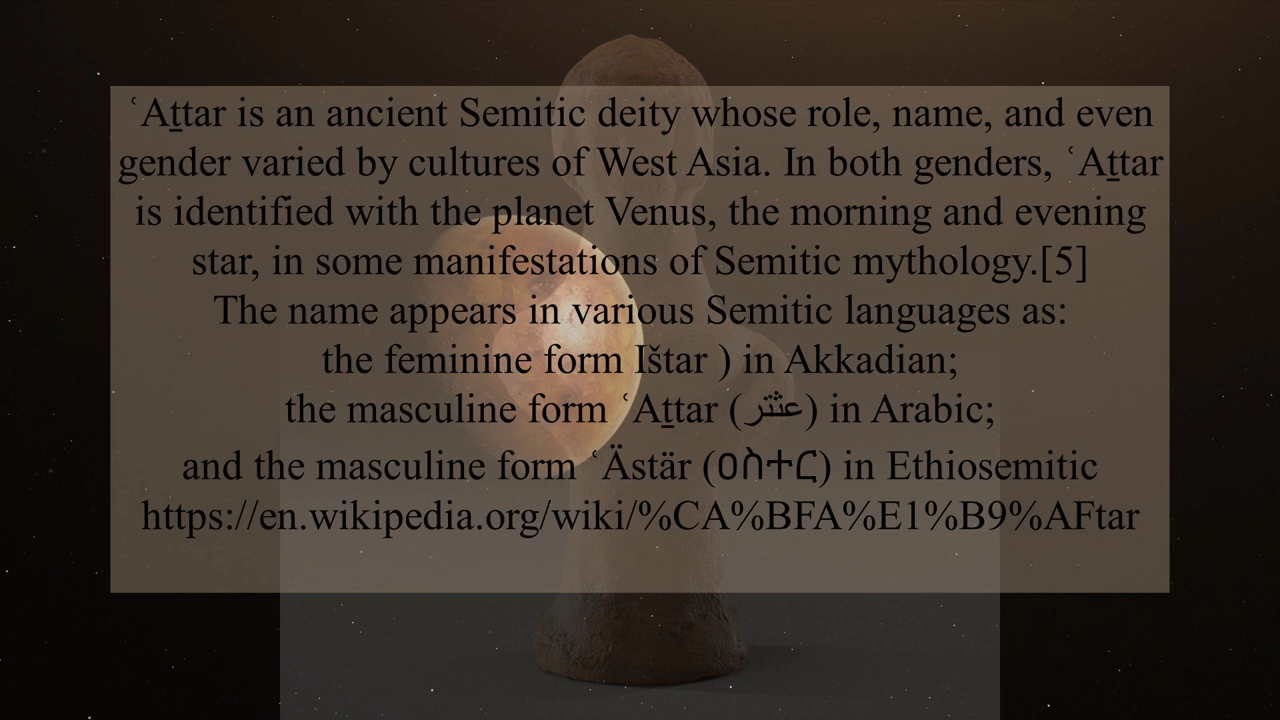 ʿAṯtar is an ancient Semitic deity whose role, name, and even
gender varied by cultures of West Asia. In both genders, ʿAṯtar
is identified with the planet Venus, the morning and evening
star, in some manifestations of Semitic mythology.[5]
The name appears in various Semitic languages as:
the feminine form Ištar ) in Akkadian;
the masculine form ʿAṯtar (عثتر) in Arabic;
and the masculine form ʿÄstär (ዐስተር) in Ethiosemitic
https://en.wikipedia.org/wiki/%CA%BFA%E1%B9%AFtar